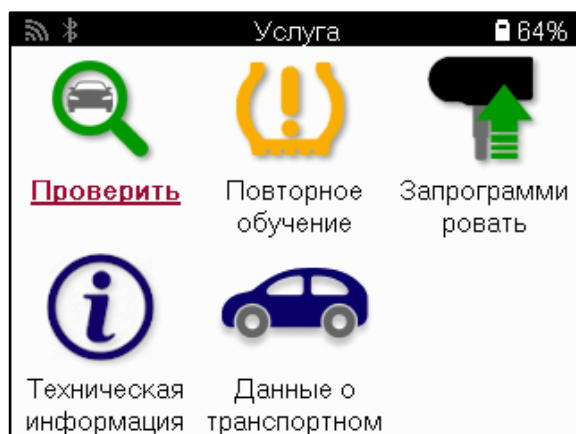 Услуга 64%
Проверить
Повторное
обучение
Запрограмми
ровать
Техническая
информация
Данные о
транспортном